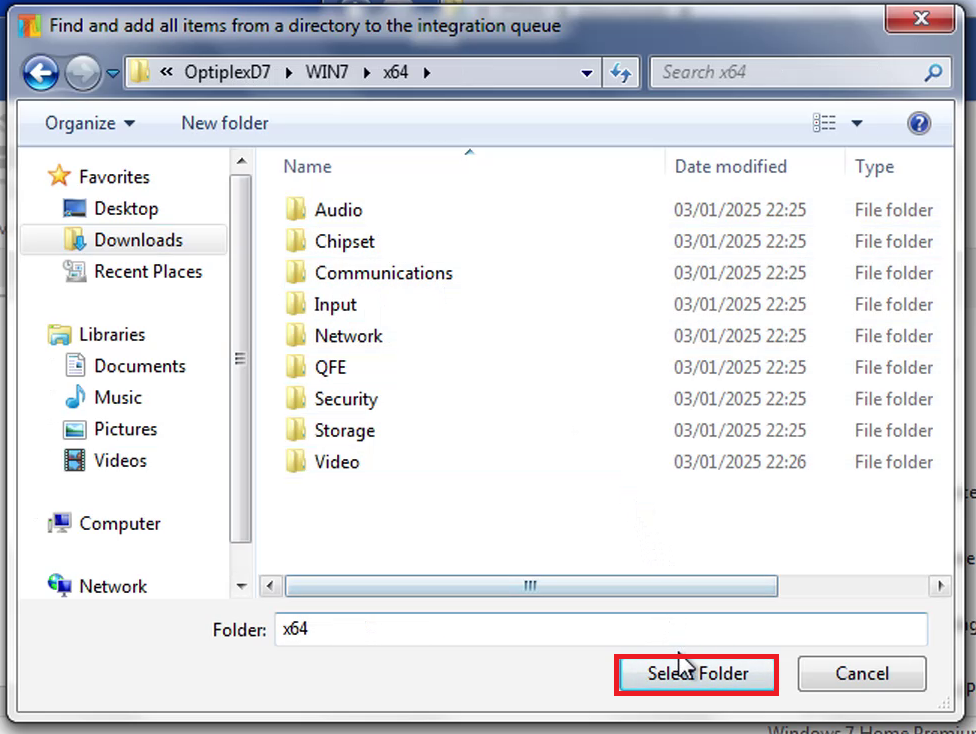 Find and add all items from a directory to the integration queue
« OptiplexD7 WIN7 x64 Search x64
Organize New folder
Name Date modified Type
Favorites
Desktop
Downloads
Recent Places
Libraries
Documents
Music
Pictures
Videos
Computer
Network
Audio 03/01/2025 22:25 File folder
Chipset 03/01/2025 22:25 File folder
Communications 03/01/2025 22:25 File folder
Input 03/01/2025 22:25 File folder
Network 03/01/2025 22:25 File folder
QFE 03/01/2025 22:25 File folder
Security 03/01/2025 22:25 File folder
Storage 03/01/2025 22:25 File folder
Video 03/01/2025 22:26 File folder
Folder: x64
Select Folder Cancel
Windows 7 Home Premium